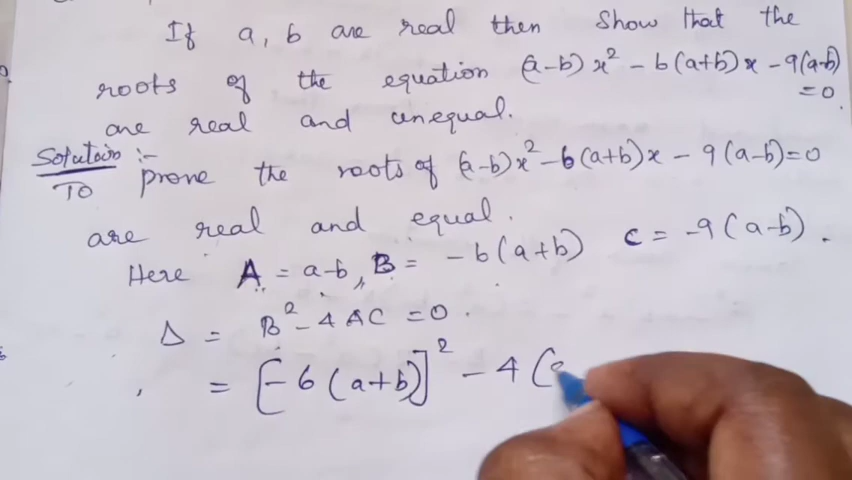 If a, b are real then show that the
roots of the equation (a-b)x² - 6(a+b)x - 9(a-b)
=0.
are real and unequal.
Solution :-
To prove the roots of (a-b)x² - 6(a+b)x - 9(a-b)=0
are real and equal.
Here A = a-b, B = -6(a+b) C = -9(a-b).
Δ = B² - 4AC = 0.
= [-6(a+b)]² - 4(a